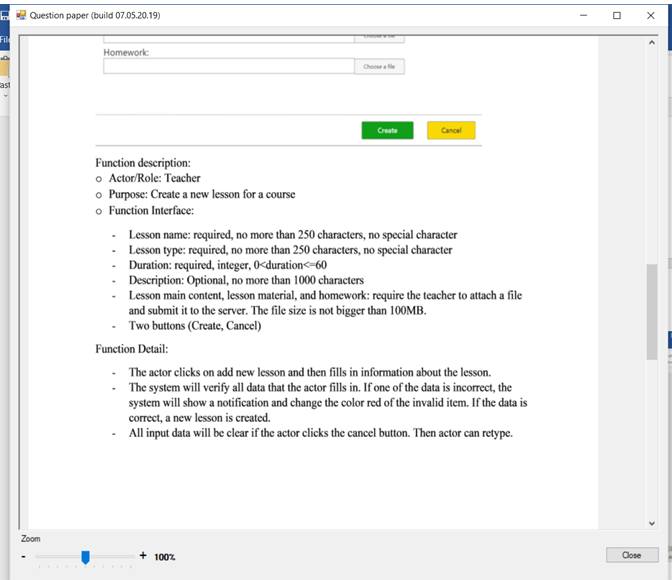 Question paper (build 07.05.20.19)
Fil
ast
Homework:
Choose a file
Create
Cancel
Function description:
o Actor/Role: Teacher
o Purpose: Create a new lesson for a course
o Function Interface:
- Lesson name: required, no more than 250 characters, no special character
- Lesson type: required, no more than 250 characters, no special character
- Duration: required, integer, 0<duration<=60
- Description: Optional, no more than 1000 characters
- Lesson main content, lesson material, and homework: require the teacher to attach a file
and submit it to the server. The file size is not bigger than 100MB.
- Two buttons (Create, Cancel)
Function Detail:
- The actor clicks on add new lesson and then fills in information about the lesson.
- The system will verify all data that the actor fills in. If one of the data is incorrect, the
system will show a notification and change the color red of the invalid item. If the data is
correct, a new lesson is created.
- All input data will be clear if the actor clicks the cancel button. Then actor can retype.
Zoom
- + 100%
Close